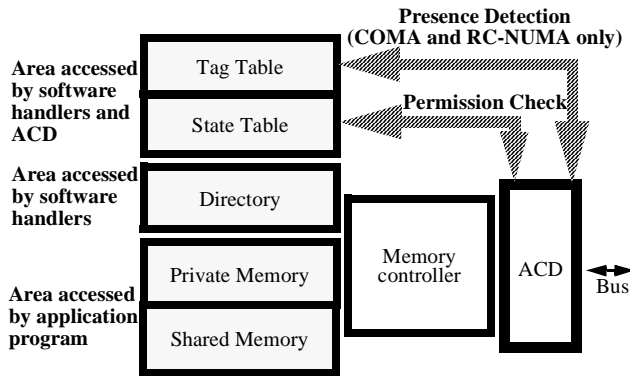 Presence Detection
(COMA and RC-NUMA only)
Area accessed
by software
handlers and
ACD
Tag Table
Permission Check
State Table
Area accessed
by software
handlers
Directory
Memory
controller
ACD
Bus
Area accessed
by application
program
Private Memory
Shared Memory